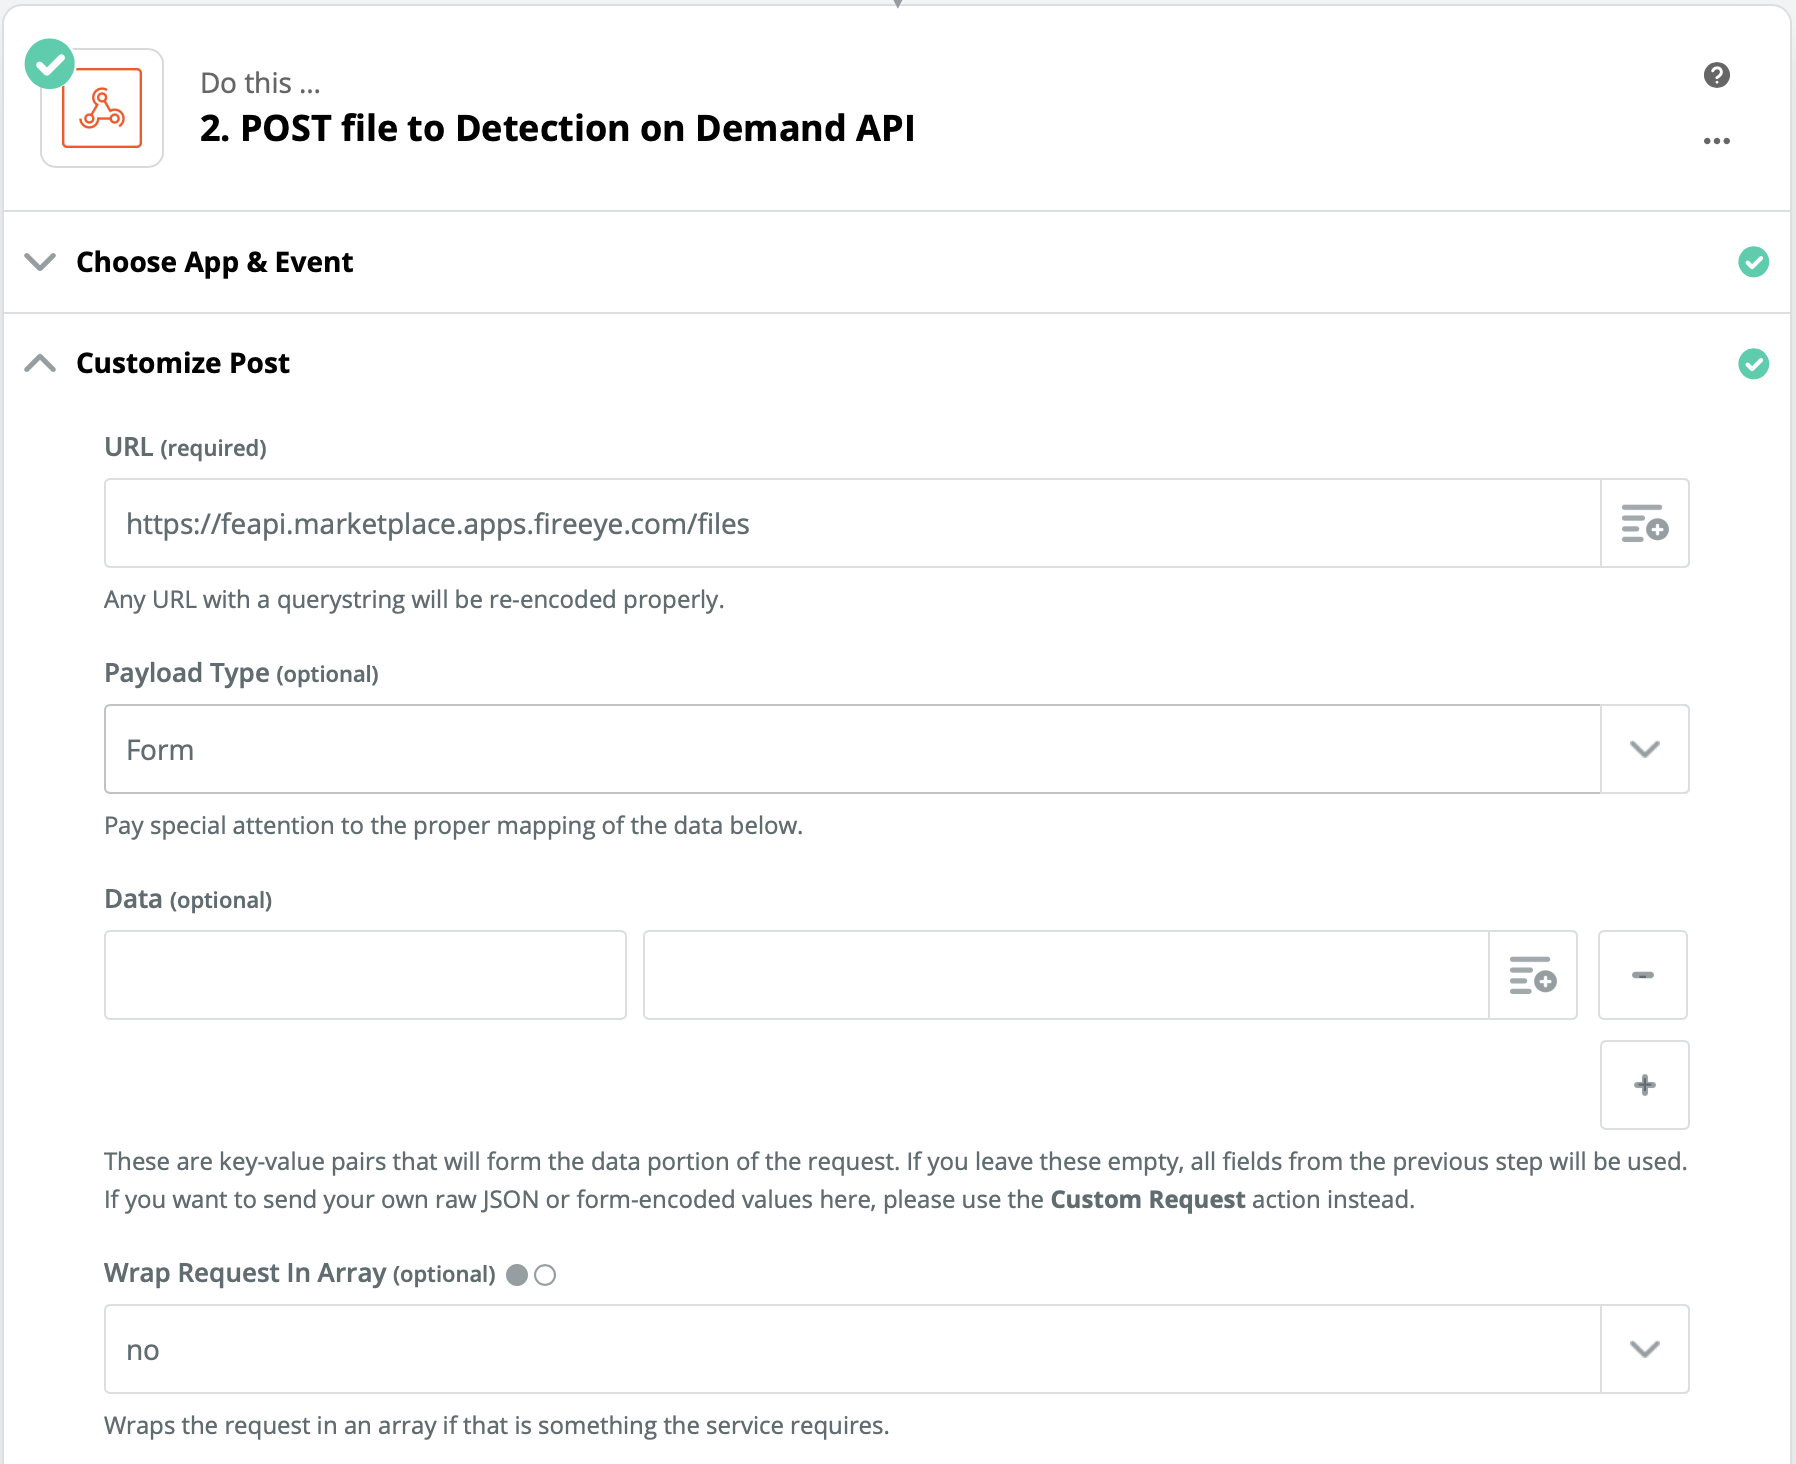 Do this ...
2. POST file to Detection on Demand API
Choose App & Event
Customize Post
URL (required)
https://feapi.marketplace.apps.fireeye.com/files
Any URL with a querystring will be re-encoded properly.
Payload Type (optional)
Form
Pay special attention to the proper mapping of the data below.
Data (optional)
These are key-value pairs that will form the data portion of the request. If you leave these empty, all fields from the previous step will be used.
If you want to send your own raw JSON or form-encoded values here, please use the Custom Request action instead.
Wrap Request In Array (optional)
no
Wraps the request in an array if that is something the service requires.